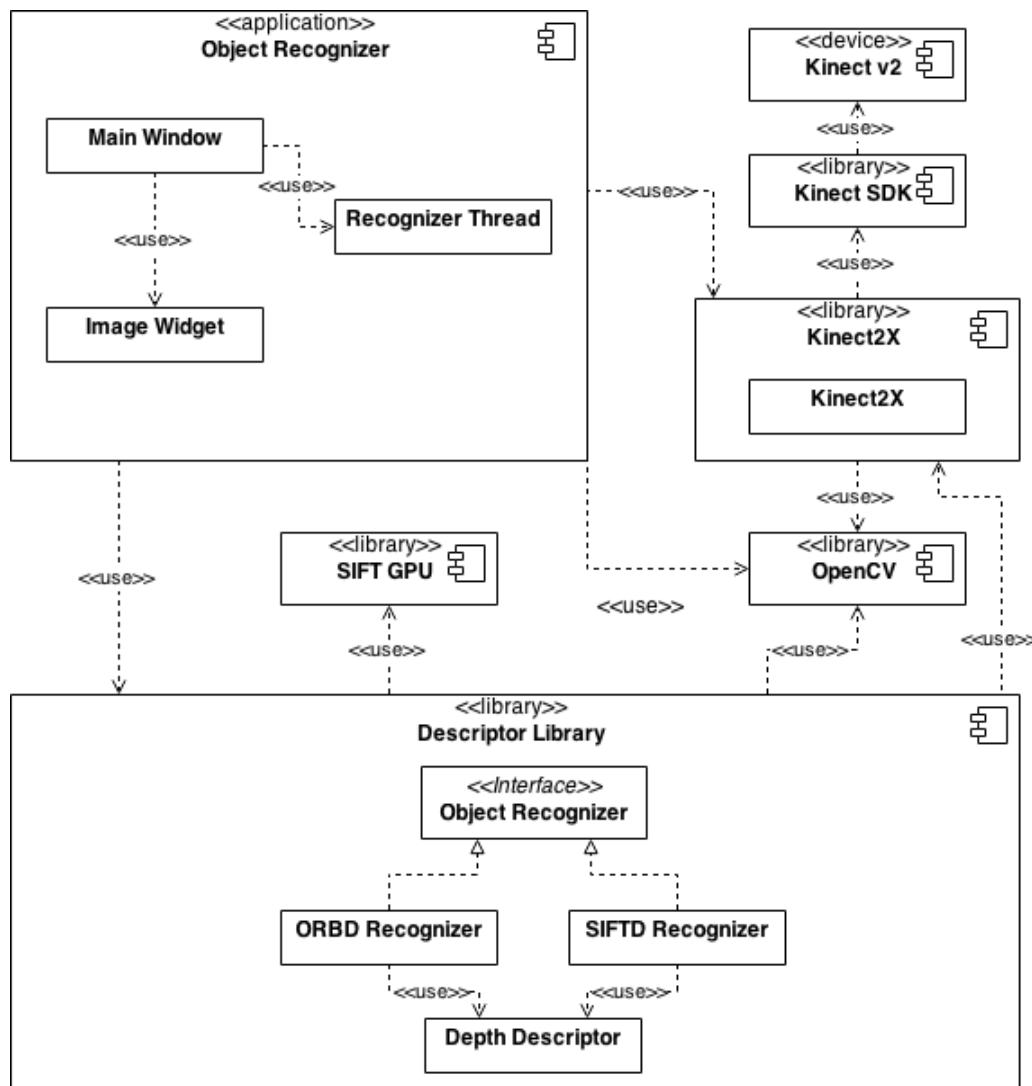 <<application>>
Object Recognizer
Main Window
<<use>>
Recognizer Thread
<<use>>
Image Widget
<<device>>
Kinect v2
<<use>>
<<library>>
Kinect SDK
<<use>>
<<use>>
<<library>>
Kinect2X
Kinect2X
<<use>>
<<library>>
SIFT GPU
<<library>>
OpenCV
<<use>>
<<use>>
<<use>>
<<use>>
<<use>>
<<library>>
Descriptor Library
<<Interface>>
Object Recognizer
ORBD Recognizer
SIFTD Recognizer
<<use>>
<<use>>
Depth Descriptor